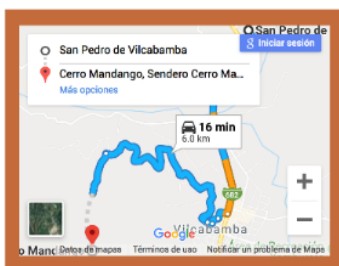 San Pedro de
Iniciar sesión
San Pedro de Vilcabamba
Cerro Mandango, Sendero Cerro Ma...
Más opciones
16 min
6.0 km
682
Vilcabamba
Google
o Mand
Datos de mapas Términos de uso Notificar un problema de Maps